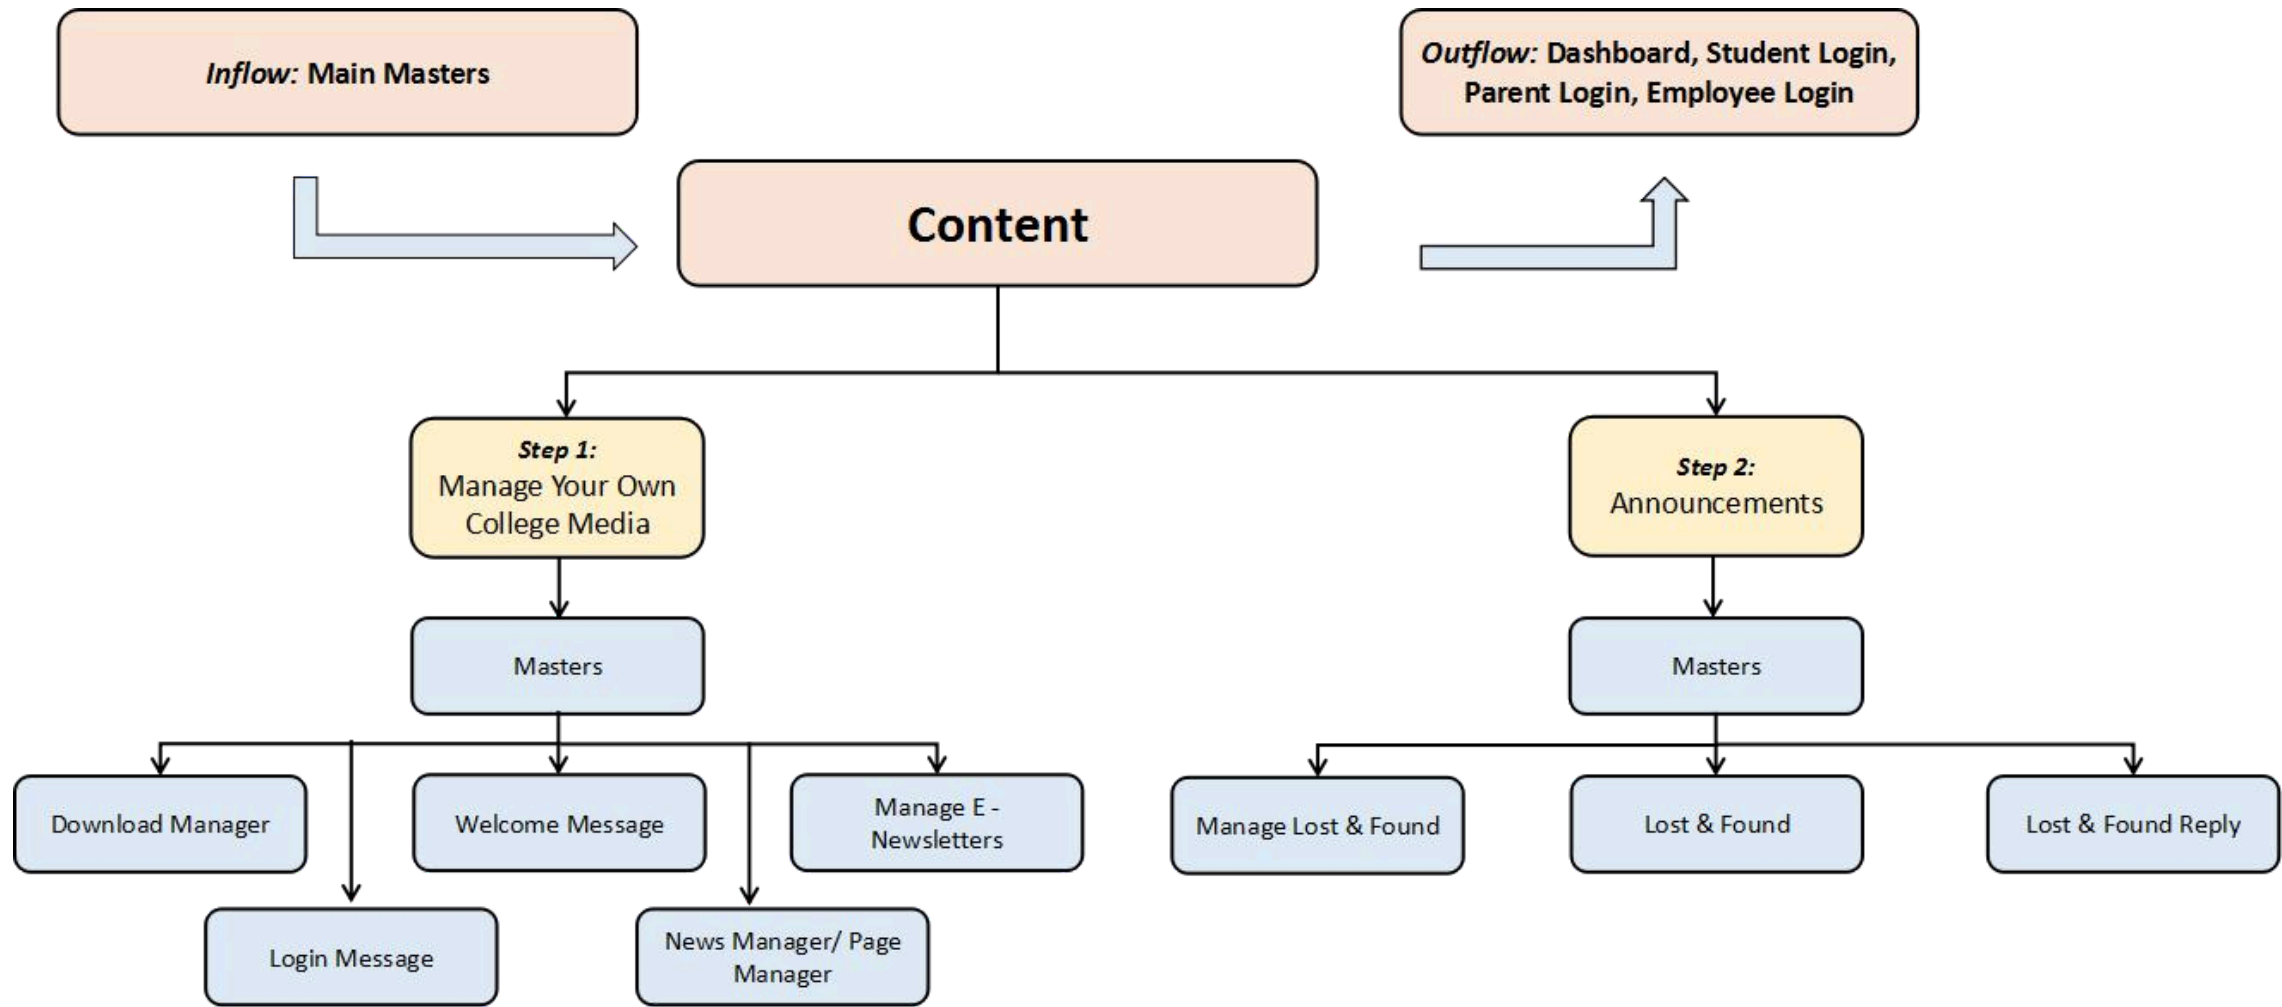 Inflow: Main Masters
Outflow: Dashboard, Student Login,
Parent Login, Employee Login
Content
Step 1:
Manage Your Own
College Media
Step 2:
Announcements
Masters
Masters
Download Manager
Welcome Message
Manage E -
Newsletters
Manage Lost & Found
Lost & Found
Lost & Found Reply
Login Message
News Manager/ Page
Manager